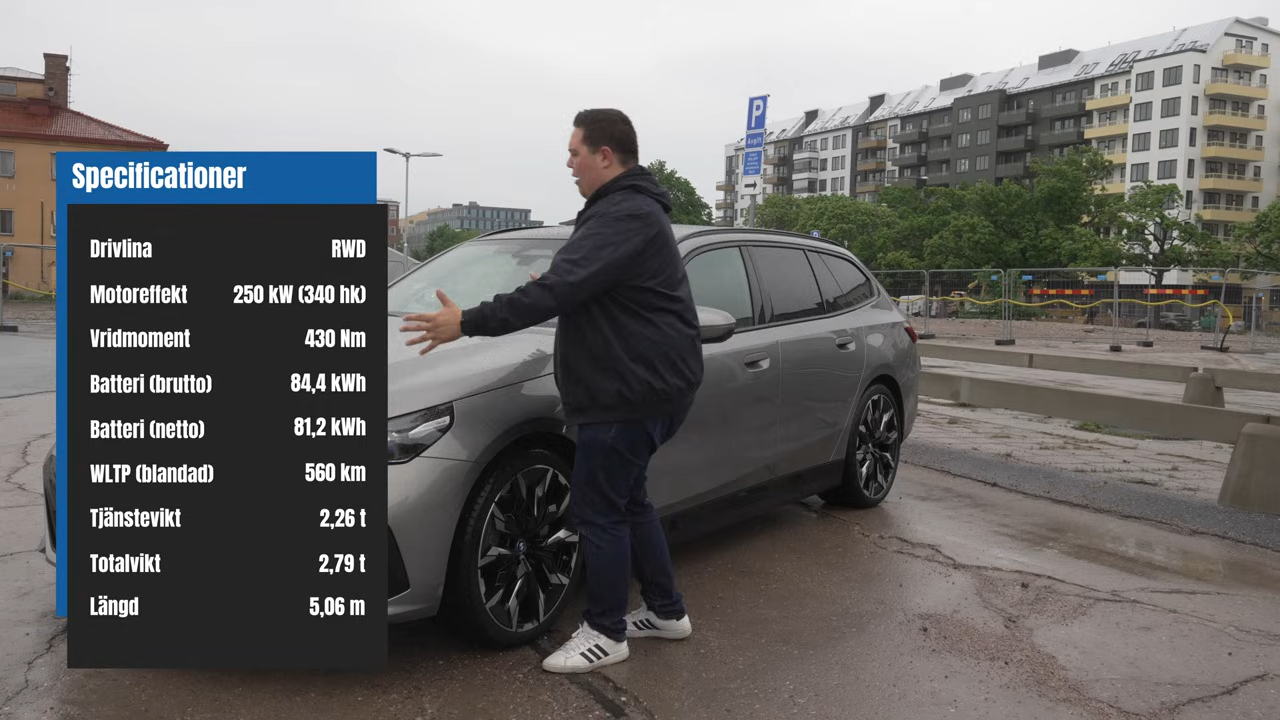 Specificationer
Drivlina RWD
Motoreffekt 250 kW (340 hk)
Vridmoment 430 Nm
Batteri (brutto) 84,4 kWh
Batteri (netto) 81,2 kWh
WLTP (blandad) 560 km
Tjänstevikt 2,26 t
Totalvikt 2,79 t
Längd 5,06 m
P
Avgift